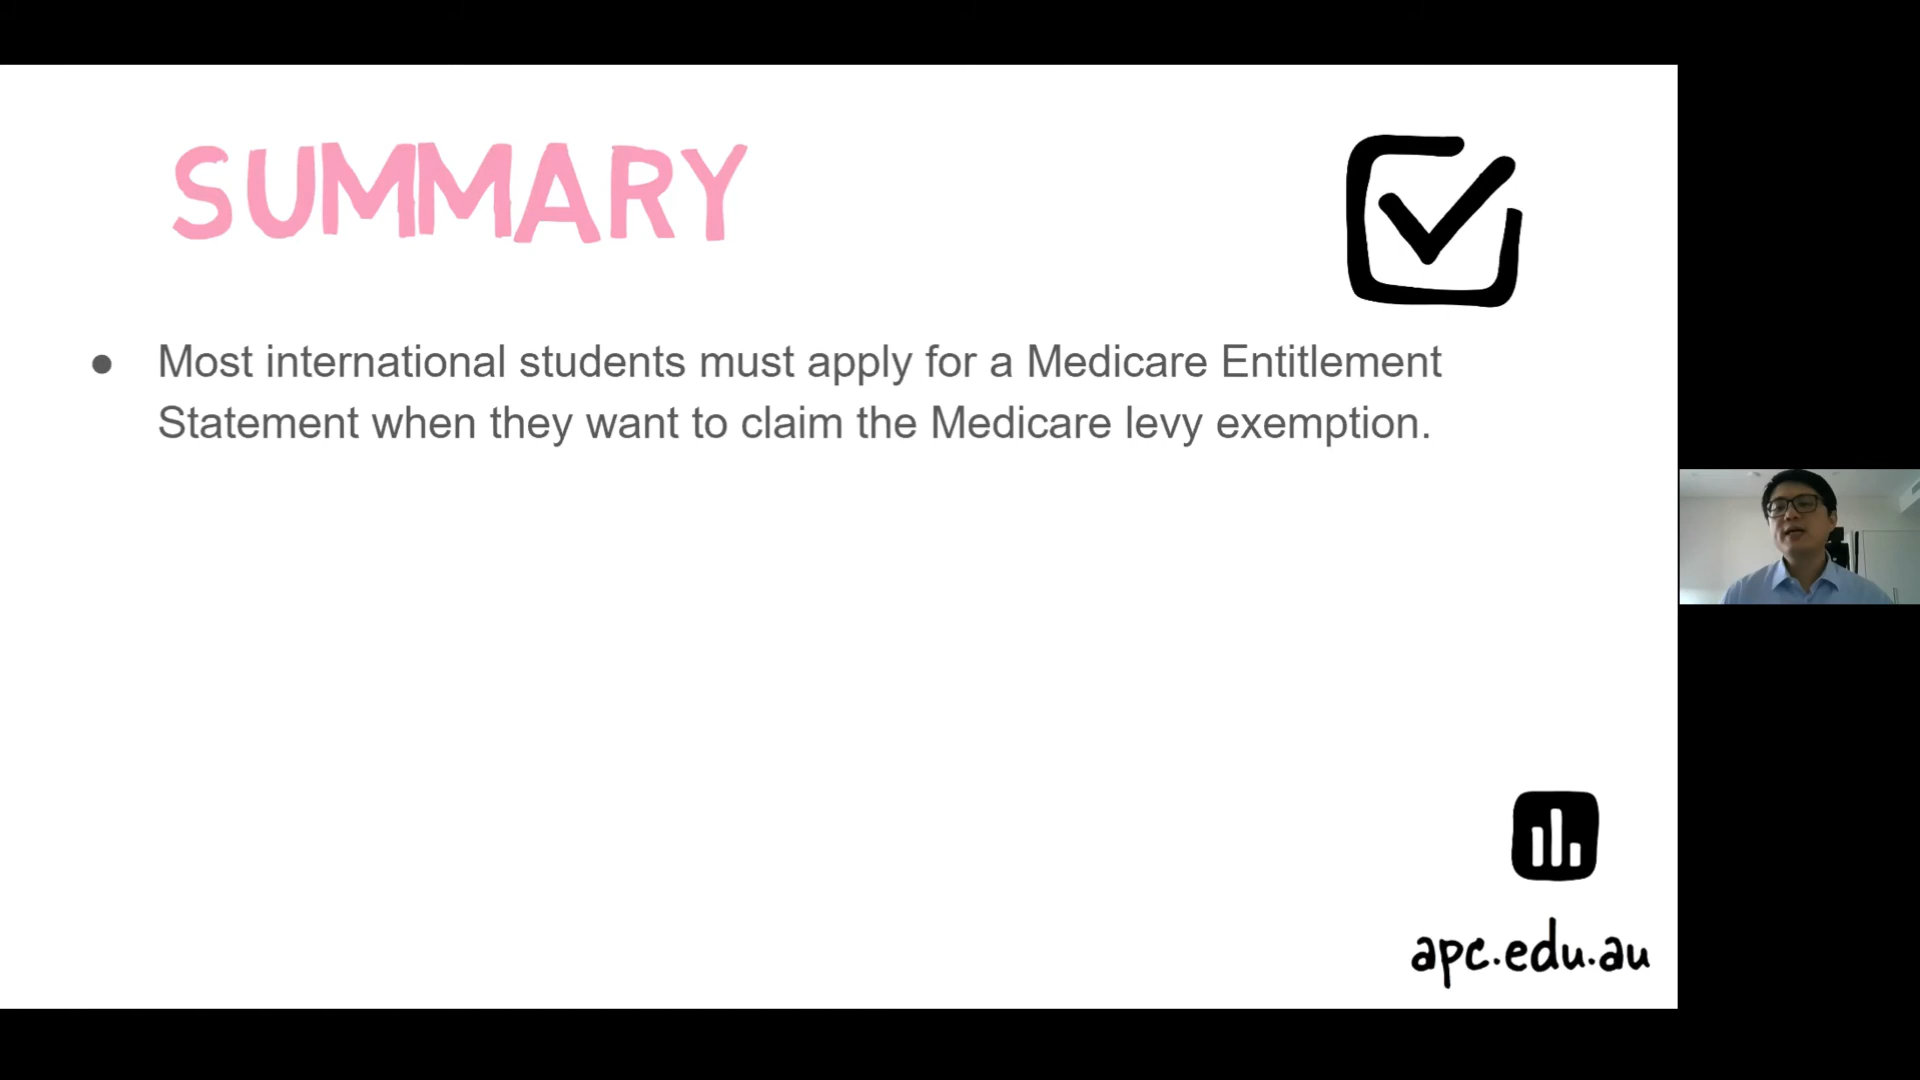 SUMMARY
● Most international students must apply for a Medicare Entitlement
Statement when they want to claim the Medicare levy exemption.
apc.edu.au